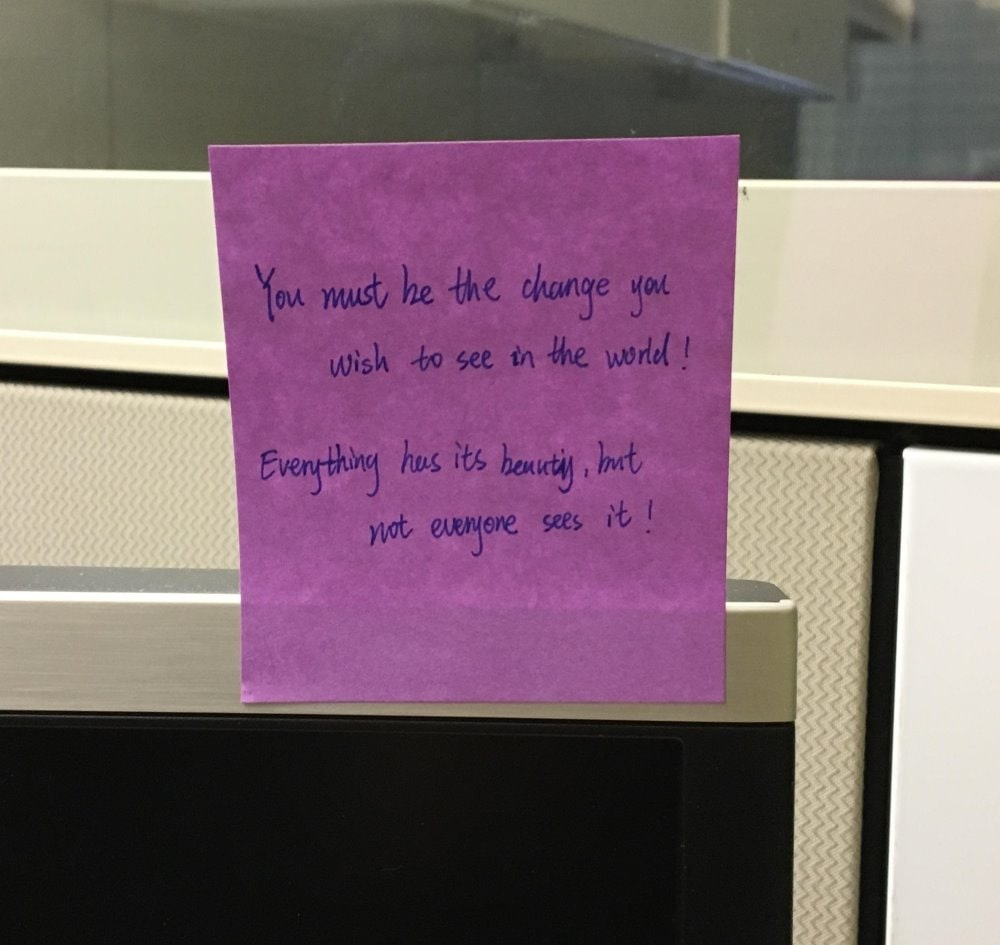 You must be the change you
wish to see in the world!
Everything has its beauty, but
not everyone sees it!